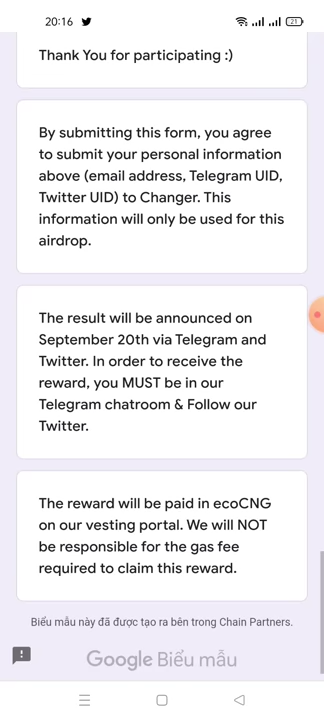 20:16
21
Thank You for participating :)
By submitting this form, you agree
to submit your personal information
above (email address, Telegram UID,
Twitter UID) to Changer. This
information will only be used for this
airdrop.
The result will be announced on
September 20th via Telegram and
Twitter. In order to receive the
reward, you MUST be in our
Telegram chatroom & Follow our
Twitter.
The reward will be paid in ecoCNG
on our vesting portal. We will NOT
be responsible for the gas fee
required to claim this reward.
Biểu mẫu này đã được tạo ra bên trong Chain Partners.
Google Biểu mẫu